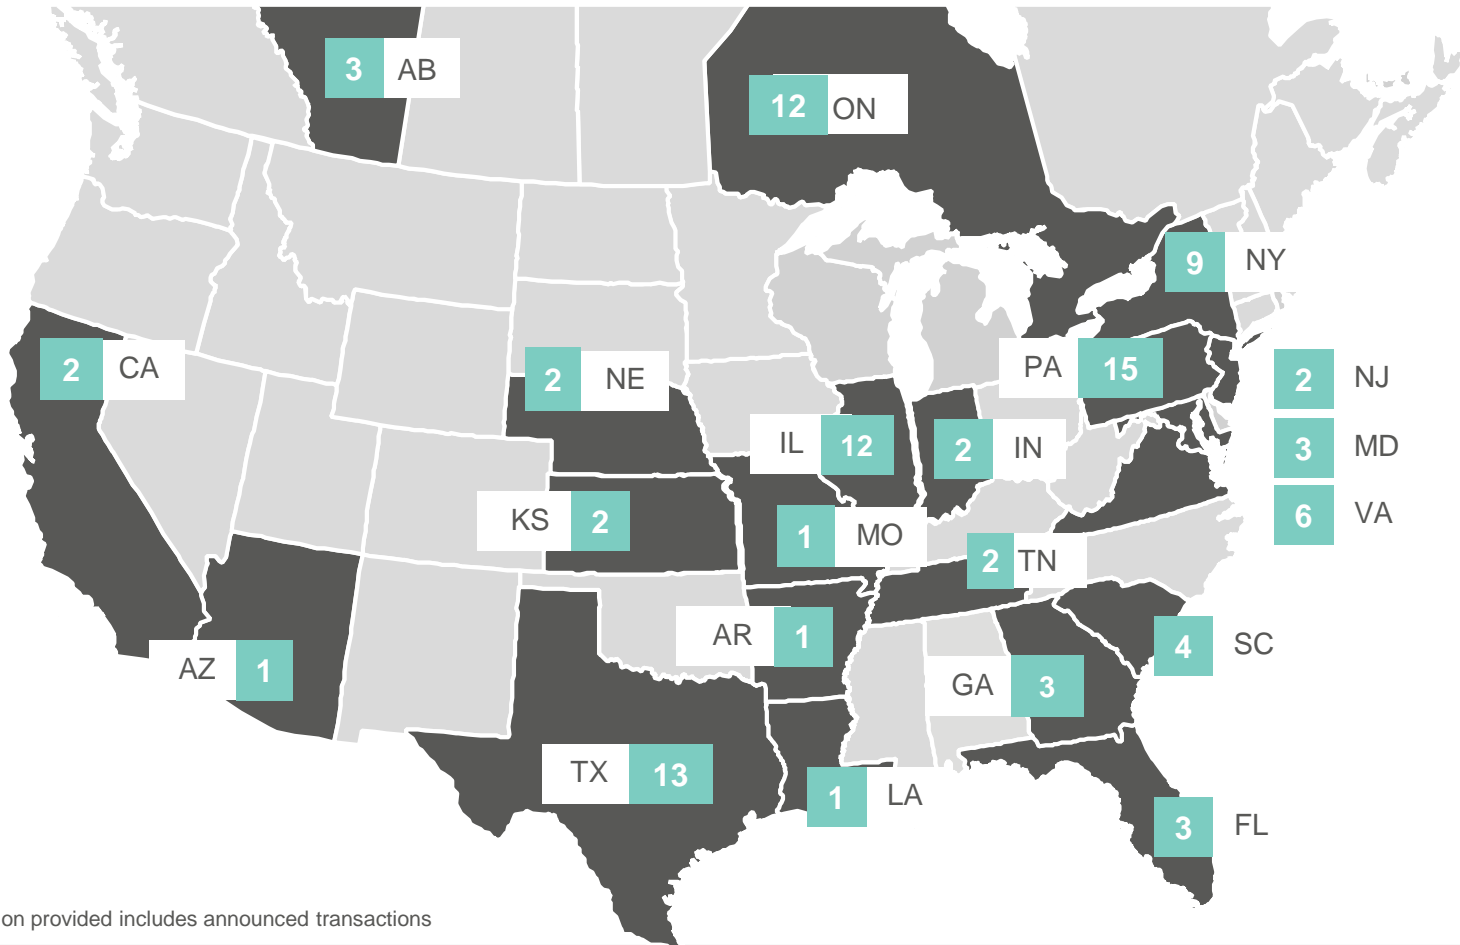 3 AB
12 ON
9 NY
2 CA
2 NE
PA 15
2 NJ
IL 12
2 IN
3 MD
KS 2
1 MO
6 VA
2 TN
AR 1
4 SC
AZ 1
GA 3
TX 13
1 LA
3 FL
on provided includes announced transactions